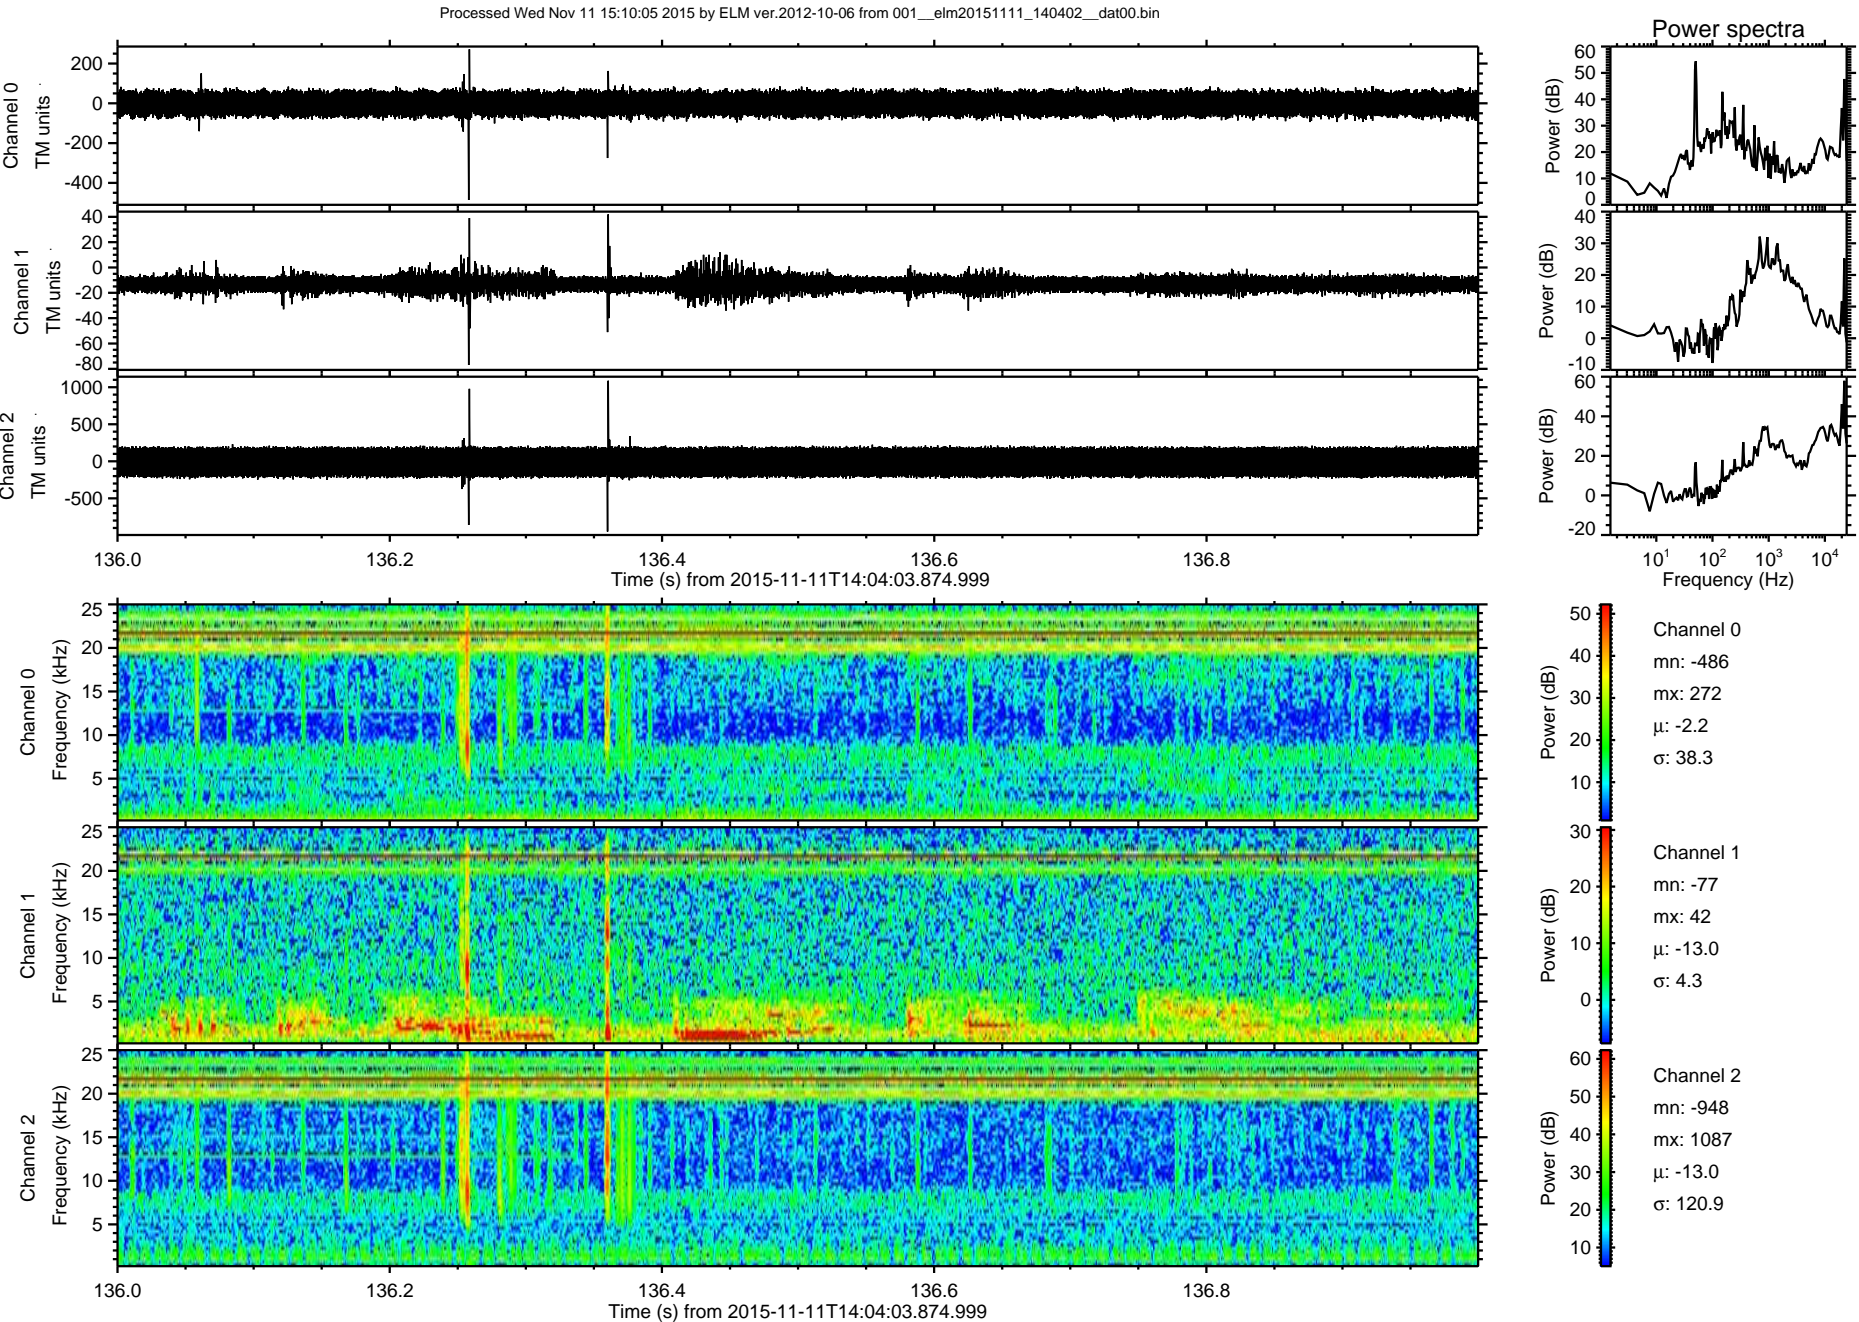 Processed Wed Nov 11 15:10:05 2015 by ELM ver.2012-10-06 from 001__elm20151111_140402__dat00.bin
Power spectra
Channel 0
TM units
200
0
-200
-400
Power (dB)
60
50
40
30
20
10
0
Channel 1
TM units
40
20
0
-20
-40
-60
-80
Power (dB)
40
30
20
10
0
-10
Channel 2
TM units
1000
500
0
-500
Power (dB)
60
40
20
0
-20
136.0 136.2 136.4 136.6 136.8
Time (s) from 2015-11-11T14:04:03.874.999
10¹ 10² 10³ 10⁴
Frequency (Hz)
Channel 0
Frequency (kHz)
25
20
15
10
5
Power (dB)
50
40
30
20
10
Channel 0
mn: -486
mx: 272
μ: -2.2
σ: 38.3
Channel 1
Frequency (kHz)
25
20
15
10
5
Power (dB)
30
20
10
0
Channel 1
mn: -77
mx: 42
μ: -13.0
σ: 4.3
Channel 2
Frequency (kHz)
25
20
15
10
5
Power (dB)
60
50
40
30
20
10
Channel 2
mn: -948
mx: 1087
μ: -13.0
σ: 120.9
136.0 136.2 136.4 136.6 136.8
Time (s) from 2015-11-11T14:04:03.874.999